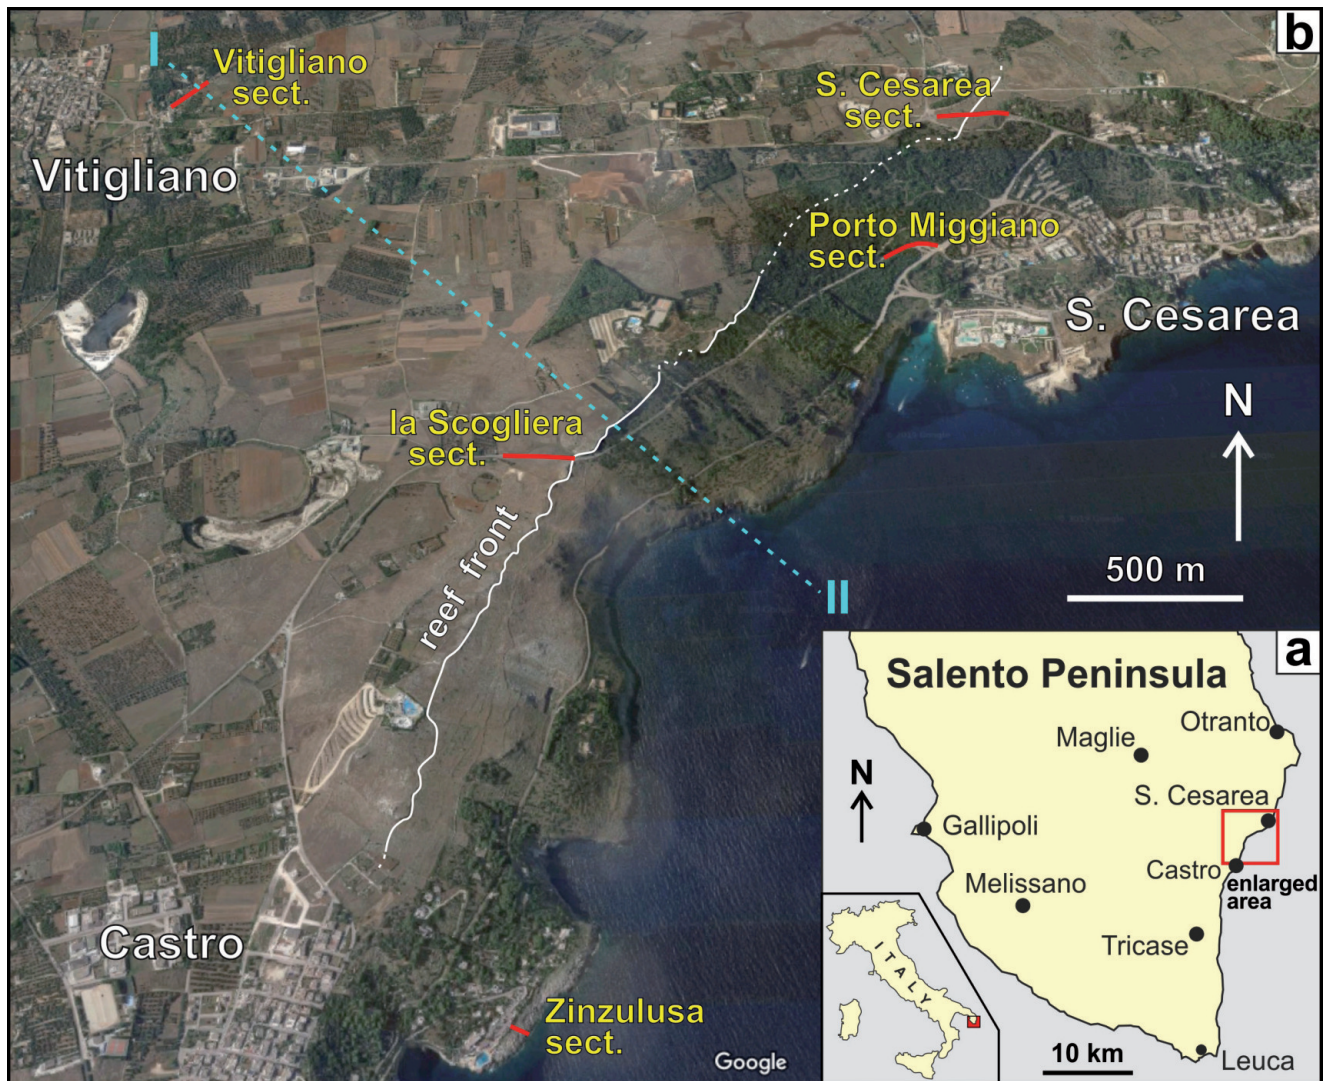 b
I
Vitigliano
sect.
S. Cesarea
sect.
Vitigliano
Porto Miggiano
sect.
S. Cesarea
N
la Scogliera
sect.
500 m
reef front
II
a
Salento Peninsula
Otranto
Maglie
N
S. Cesarea
Gallipoli
Castro
enlarged
area
Melissano
Tricase
ITALY
10 km
Leuca
Castro
Zinzulusa
sect.
Google